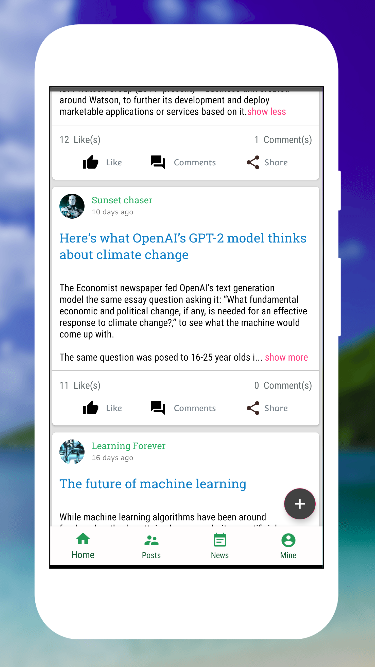 around Watson, to further its development and deploy
marketable applications or services based on it.show less
12 Like(s) 1 Comment(s)
Like Comments Share
Sunset chaser
10 days ago
Here's what OpenAI's GPT-2 model thinks
about climate change
The Economist newspaper fed OpenAI's text generation
model the same essay question asking it: “What fundamental
economic and political change, if any, is needed for an effective
response to climate change?,” to see what the machine would
come up with.
The same question was posed to 16-25 year olds i... show more
11 Like(s) 0 Comment(s)
Like Comments Share
Learning Forever
16 days ago
The future of machine learning
While machine learning algorithms have been around
Home Posts News Mine